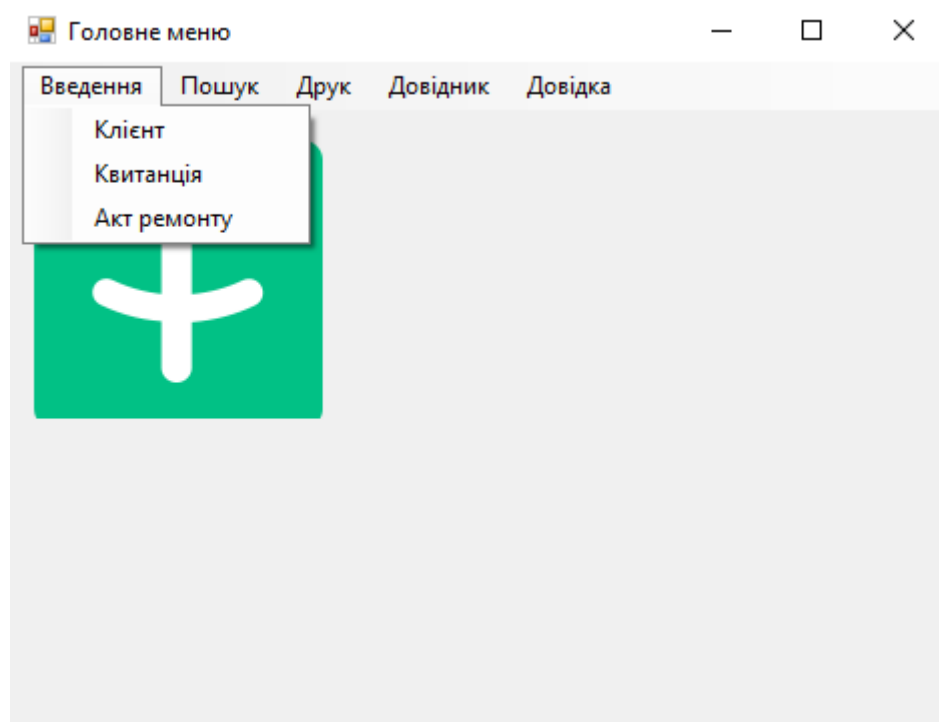 Головне меню
Введення Пошук Друк Довідник Довідка
Клієнт
Квитанція
Акт ремонту